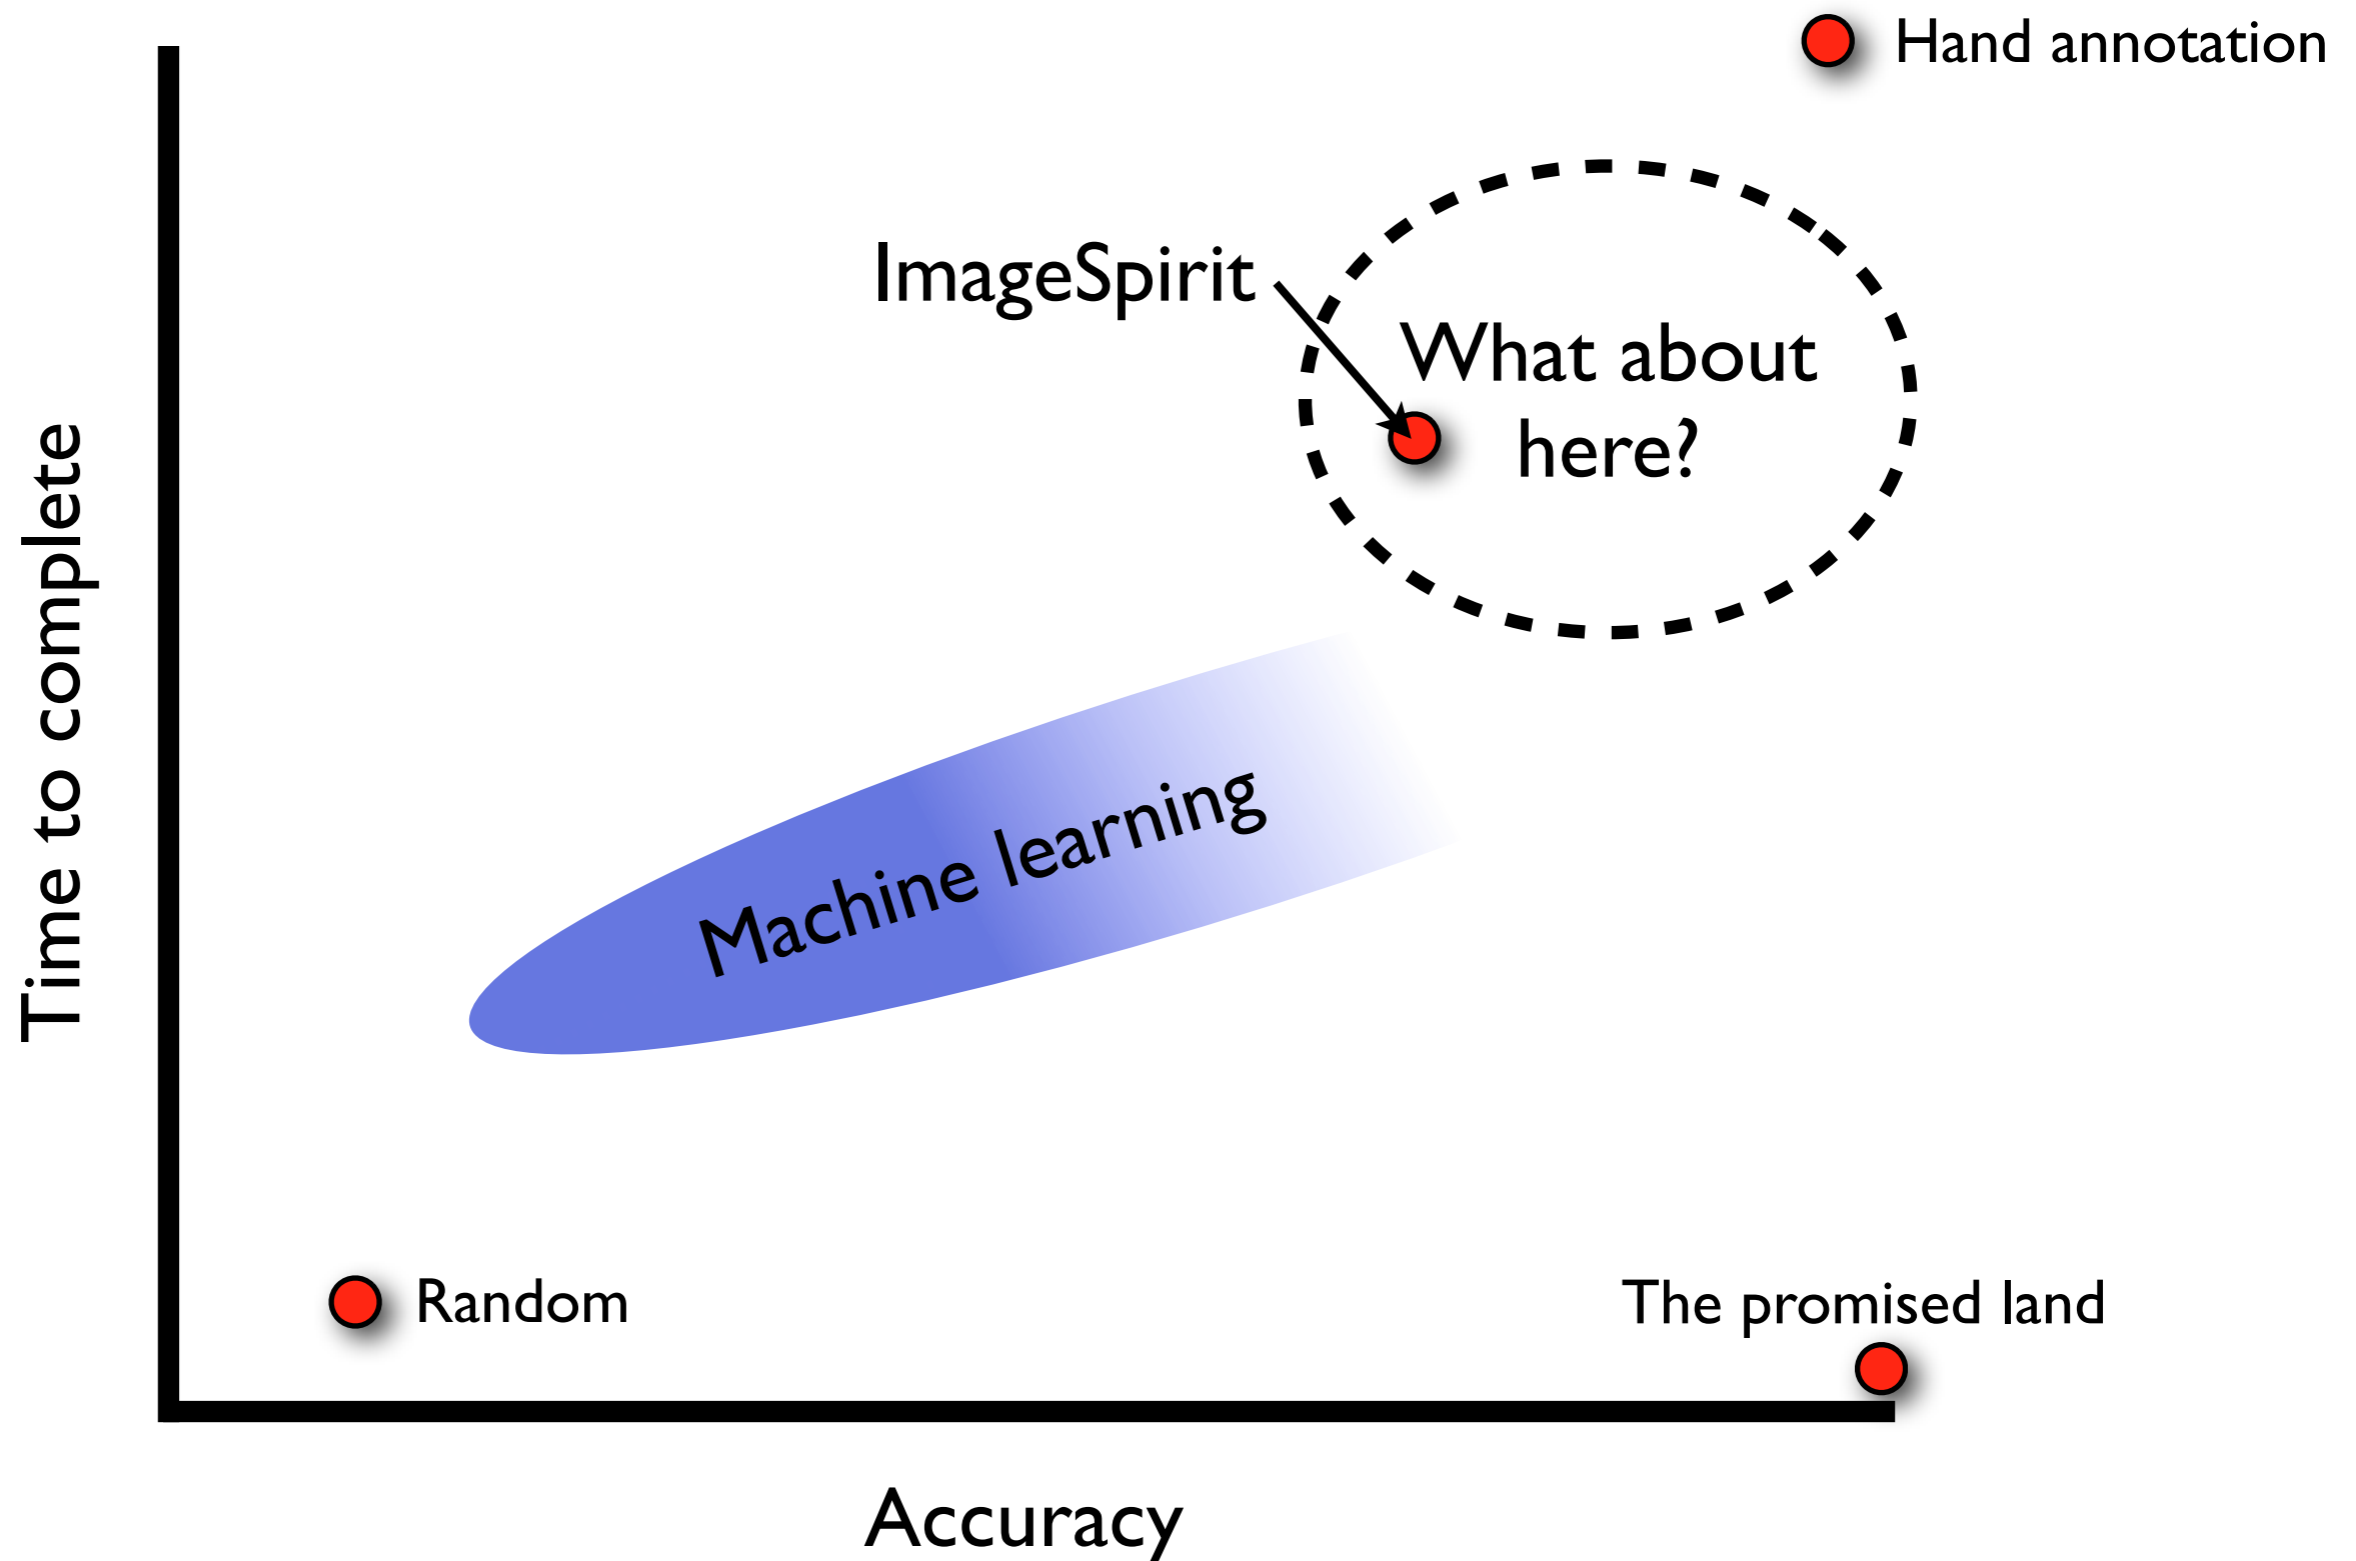 Hand annotation
ImageSpirit
What about
here?
Time to complete
Machine learning
Random
The promised land
Accuracy